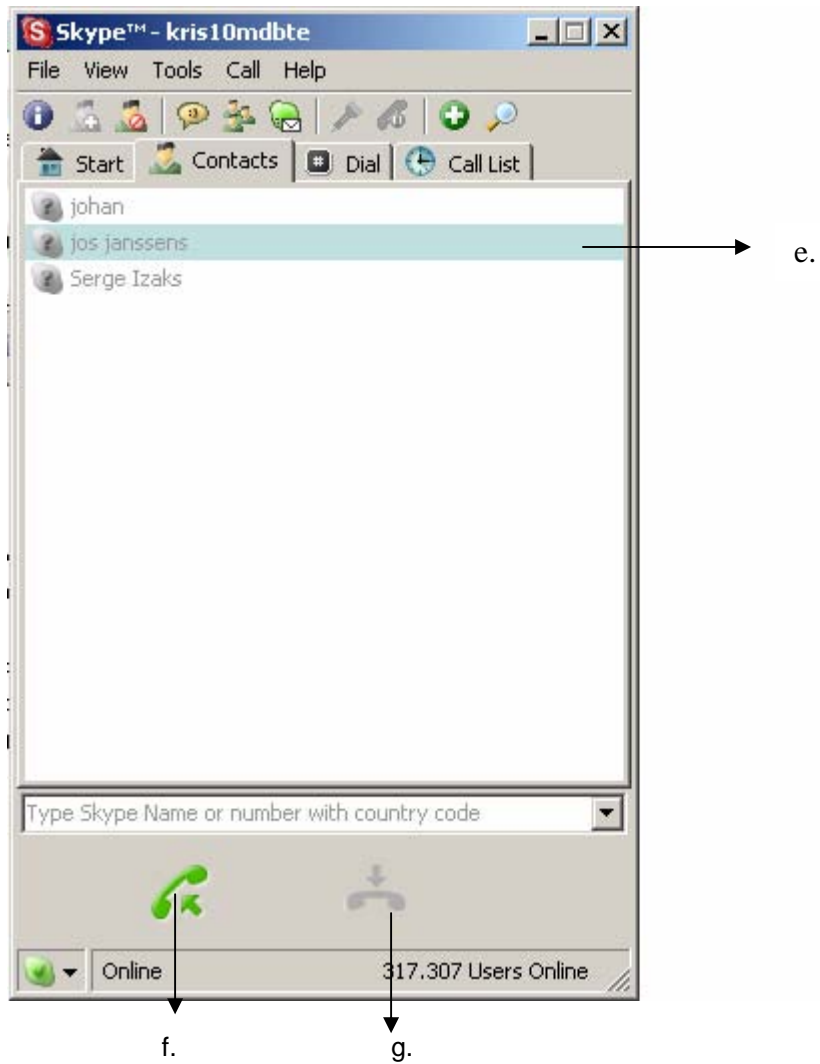 Skype™ - kris10mdbte
File View Tools Call Help
Start Contacts Dial Call List
johan
jos janssens
e.
Serge Izaks
Type Skype Name or number with country code
Online 317.307 Users Online
f. g.